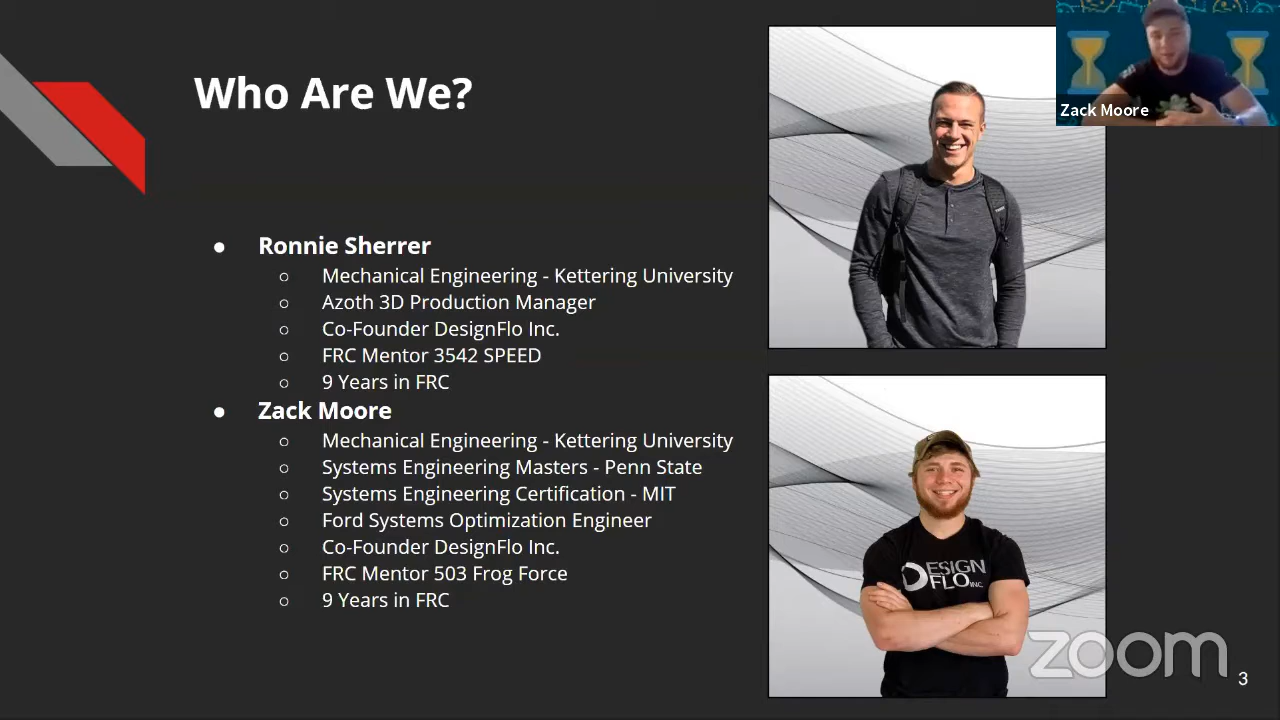 Who Are We?
Zack Moore
● Ronnie Sherrer
○ Mechanical Engineering - Kettering University
○ Azoth 3D Production Manager
○ Co-Founder DesignFlo Inc.
○ FRC Mentor 3542 SPEED
○ 9 Years in FRC
● Zack Moore
○ Mechanical Engineering - Kettering University
○ Systems Engineering Masters - Penn State
○ Systems Engineering Certification - MIT
○ Ford Systems Optimization Engineer
○ Co-Founder DesignFlo Inc.
○ FRC Mentor 503 Frog Force
○ 9 Years in FRC
DESIGN
FLO INC.
zoom
3